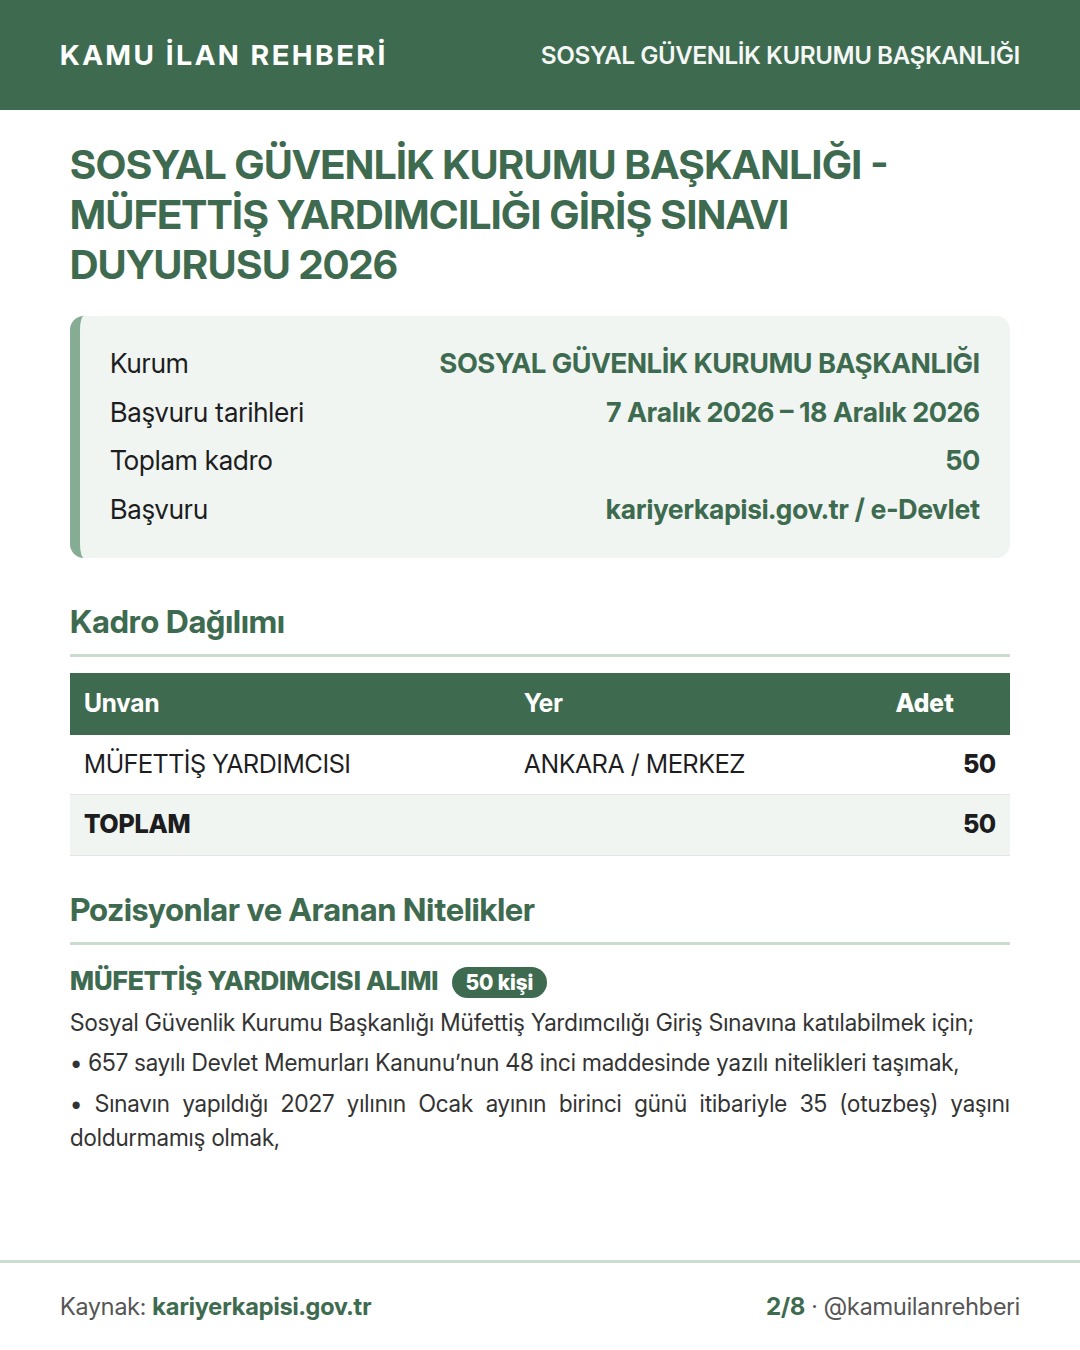 KAMU İLAN REHBERİ
SOSYAL GÜVENLİK KURUMU BAŞKANLIĞI
SOSYAL GÜVENLİK KURUMU BAŞKANLIĞI -
MÜFETTİŞ YARDIMCILIĞI GİRİŞ SINAVI
DUYURUSU 2026
Kurum SOSYAL GÜVENLİK KURUMU BAŞKANLIĞI
Başvuru tarihleri 7 Aralık 2026 – 18 Aralık 2026
Toplam kadro 50
Başvuru kariyerkapisi.gov.tr / e-Devlet
Kadro Dağılımı
Unvan Yer Adet
MÜFETTİŞ YARDIMCISI ANKARA / MERKEZ 50
TOPLAM 50
Pozisyonlar ve Aranan Nitelikler
MÜFETTİŞ YARDIMCISI ALIMI 50 kişi
Sosyal Güvenlik Kurumu Başkanlığı Müfettiş Yardımcılığı Giriş Sınavına katılabilmek için;
• 657 sayılı Devlet Memurları Kanunu’nun 48 inci maddesinde yazılı nitelikleri taşımak,
• Sınavın yapıldığı 2027 yılının Ocak ayının birinci günü itibariyle 35 (otuzbeş) yaşını
doldurmamış olmak,
Kaynak: kariyerkapisi.gov.tr
2/8 · @kamuilanrehberi